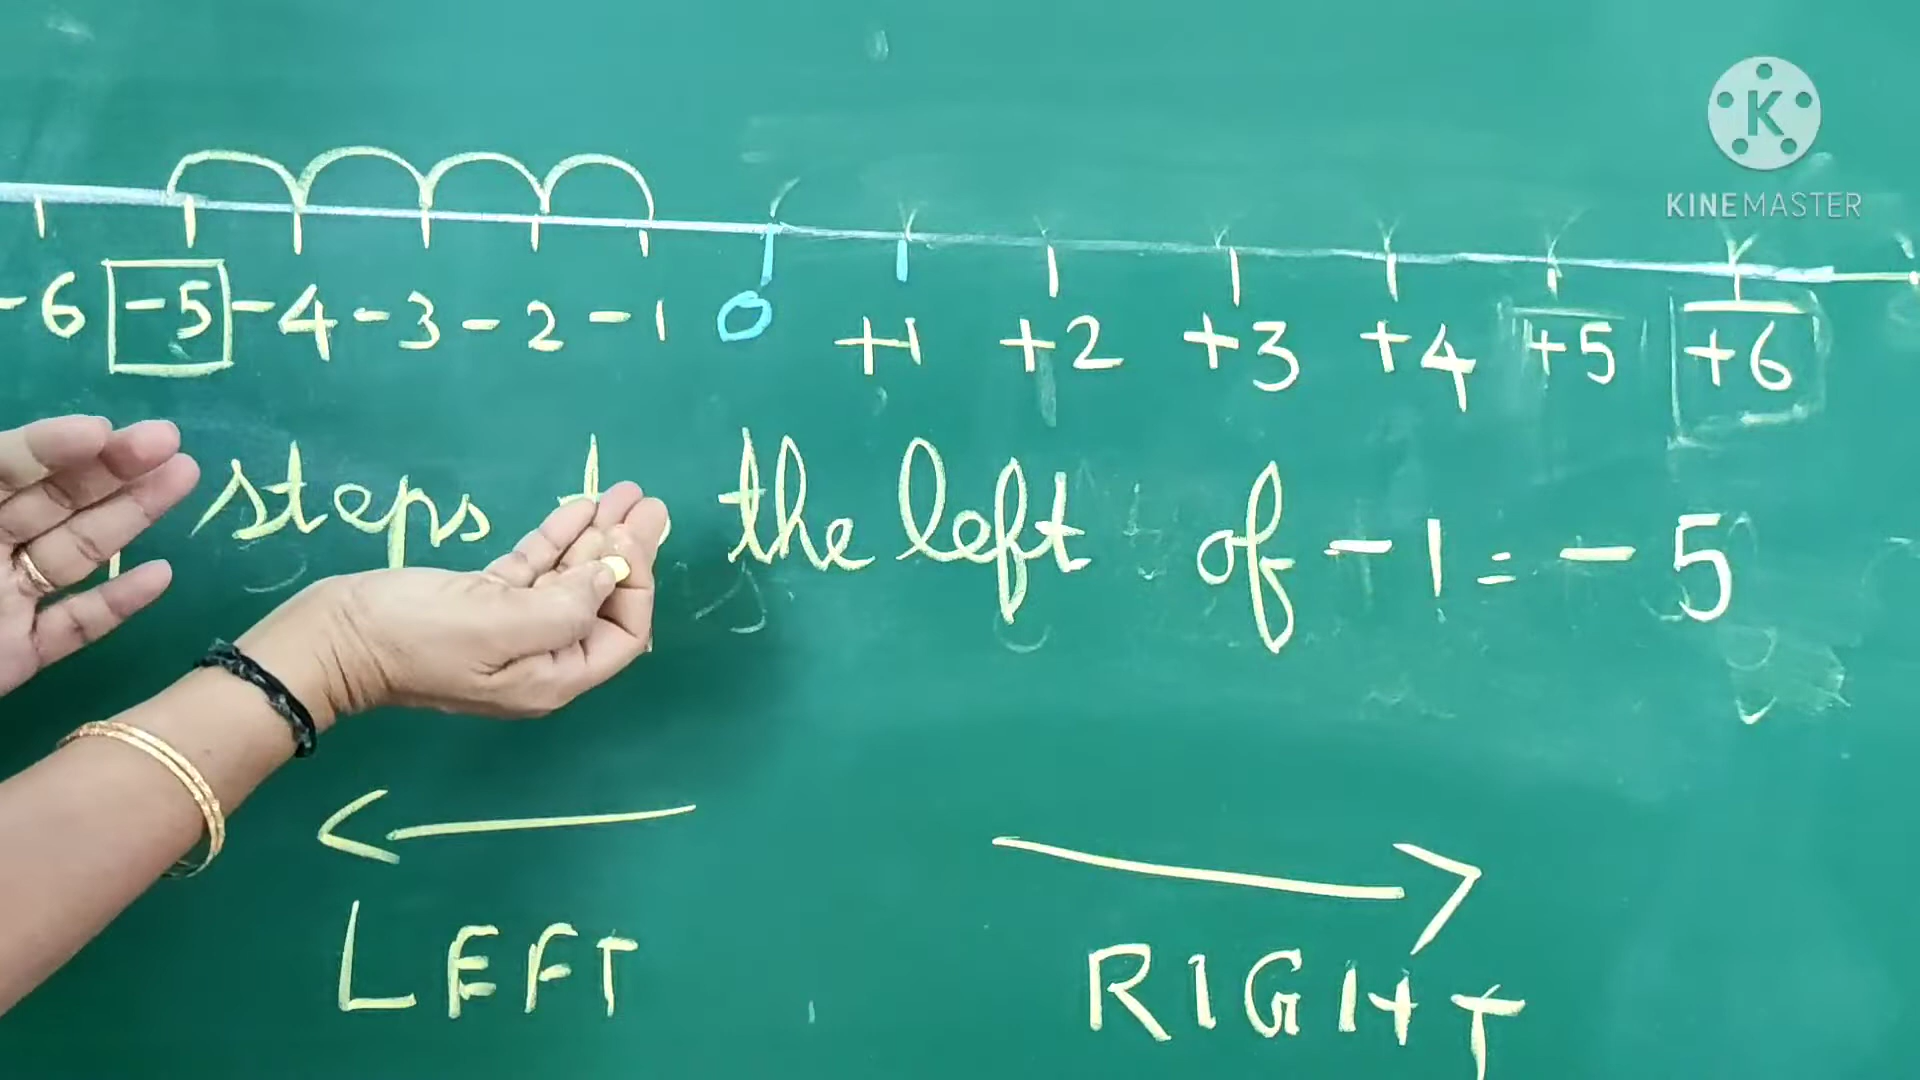 KINEMASTER
-6 -5 -4 -3 -2 -1 0 +1 +2 +3 +4 +5 +6
steps the left of -1 = -5
LEFT RIGHT